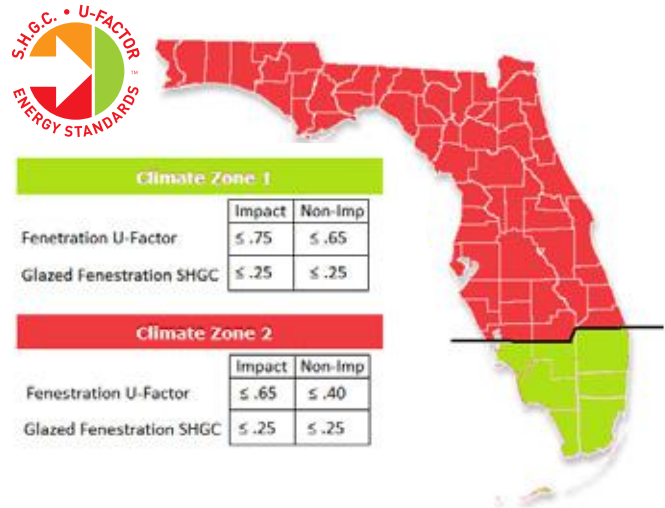 S.H.G.C. • U-FACTOR
ENERGY STANDARDS
TM
Climate Zone 1
Impact Non-Imp
Fenetration U-Factor ≤ .75 ≤ .65
Glazed Fenestration SHGC ≤ .25 ≤ .25
Climate Zone 2
Impact Non-Imp
Fenestration U-Factor ≤ .65 ≤ .40
Glazed Fenestration SHGC ≤ .25 ≤ .25